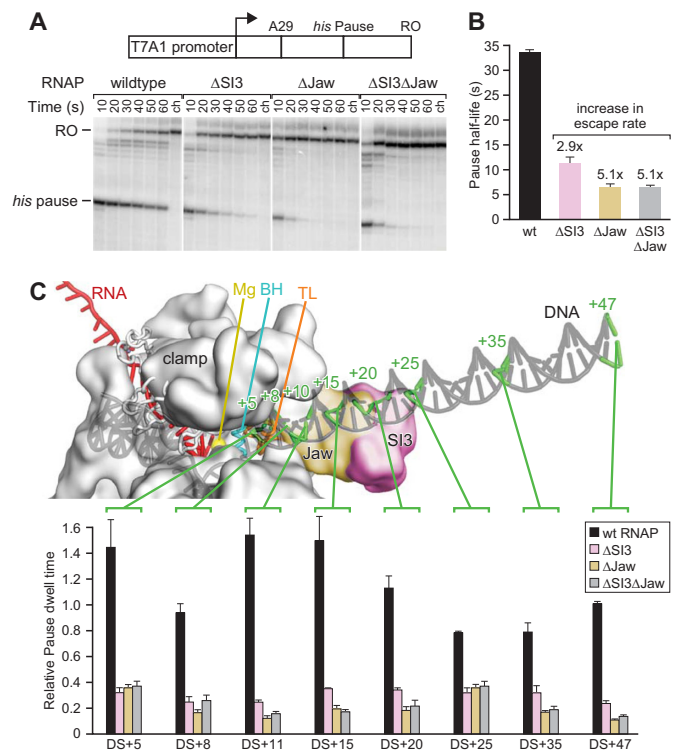 A
A29
his Pause
RO
T7A1 promoter
RNAP
wildtype
ΔSI3
ΔJaw
ΔSI3ΔJaw
Time (s)
10 20 30 40 50 60 ch
10 20 30 40 50 60 ch
10 20 30 40 50 60 ch
10 20 30 40 50 60 ch
RO
his pause
B
Pause half-life (s)
35
30
25
20
15
10
5
0
increase in
escape rate
2.9x
5.1x
5.1x
wt
ΔSI3
ΔJaw
ΔSI3
ΔJaw
C
RNA
Mg
BH
TL
DNA
clamp
+5
+8
+10
+15
+20
+25
+35
+47
Jaw
SI3
Relative Pause dwell time
1.6
1.4
1.2
1.0
0.8
0.6
0.4
0.2
0
wt RNAP
ΔSI3
ΔJaw
ΔSI3ΔJaw
DS+5
DS+8
DS+11
DS+15
DS+20
DS+25
DS+35
DS+47